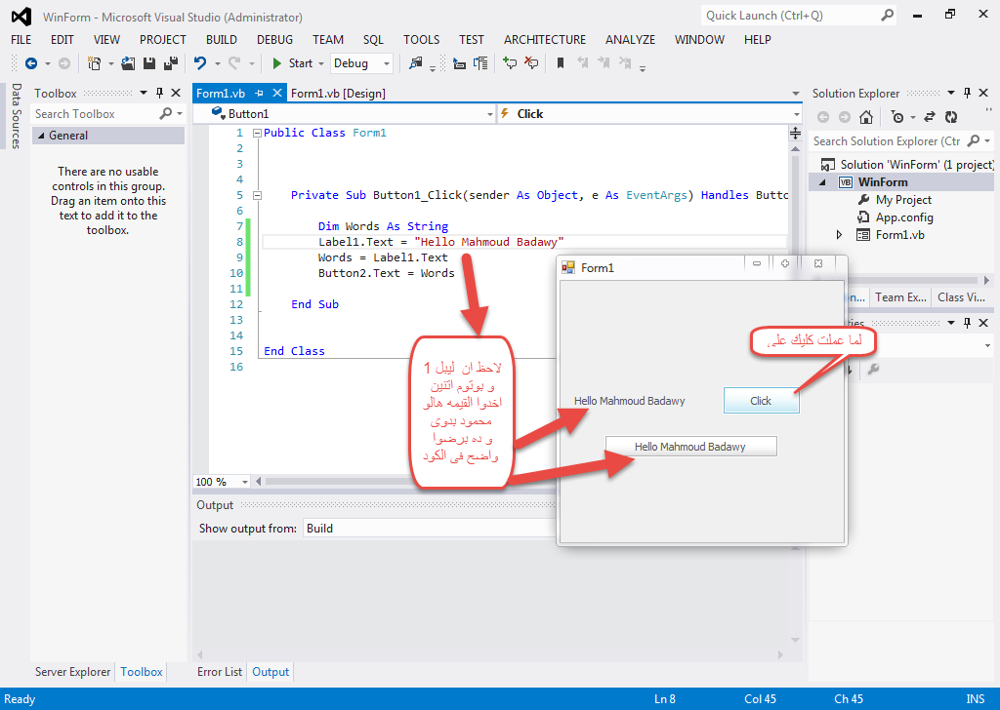 WinForm - Microsoft Visual Studio (Administrator)
Quick Launch (Ctrl+Q)
FILE EDIT VIEW PROJECT BUILD DEBUG TEAM SQL TOOLS TEST ARCHITECTURE ANALYZE WINDOW HELP
Start Debug
Data Sources
Toolbox
Search Toolbox
General
There are no usable
controls in this group.
Drag an item onto this
text to add it to the
toolbox.
Server Explorer Toolbox
Form1.vb Form1.vb [Design]
Button1 Click
1 Public Class Form1
2
3
4
5 Private Sub Button1_Click(sender As Object, e As EventArgs) Handles Butto
6
7 Dim Words As String
8 Label1.Text = "Hello Mahmoud Badawy"
9 Words = Label1.Text
10 Button2.Text = Words
11
12 End Sub
13
14
15 End Class
16
لاحظ ان ليبل 1
و بوتوم اتنين
اخدوا القيمه هالو
محمود بدوى
و ده برضوا
واضح فى الكود
100 %
Form1
لما عملت كليك على
Hello Mahmoud Badawy
Click
Hello Mahmoud Badawy
Output
Show output from: Build
Error List Output
Solution Explorer
Search Solution Explorer (Ctr
Solution 'WinForm' (1 project)
VB WinForm
My Project
App.config
Form1.vb
on... Team Ex... Class Vi...
ties
Ready Ln 8 Col 45 Ch 45 INS